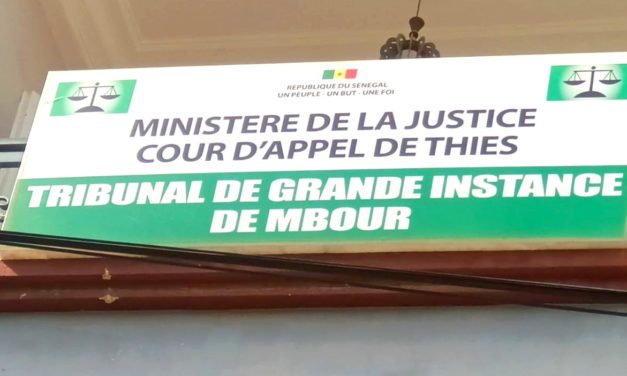 REPUBLIQUE DU SENEGAL
UN PEUPLE - UN BUT - UNE FOI
MINISTERE DE LA JUSTICE
COUR D'APPEL DE THIES
TRIBUNAL DE GRANDE INSTANCE
DE MBOUR